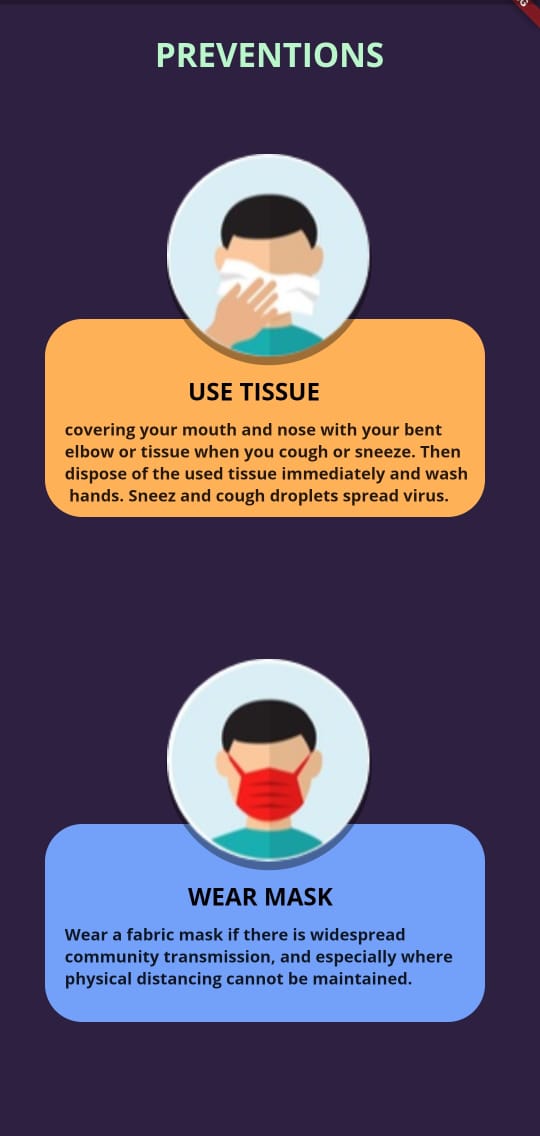 PREVENTIONS
USE TISSUE
covering your mouth and nose with your bent
elbow or tissue when you cough or sneeze. Then
dispose of the used tissue immediately and wash
hands. Sneez and cough droplets spread virus.
WEAR MASK
Wear a fabric mask if there is widespread
community transmission, and especially where
physical distancing cannot be maintained.